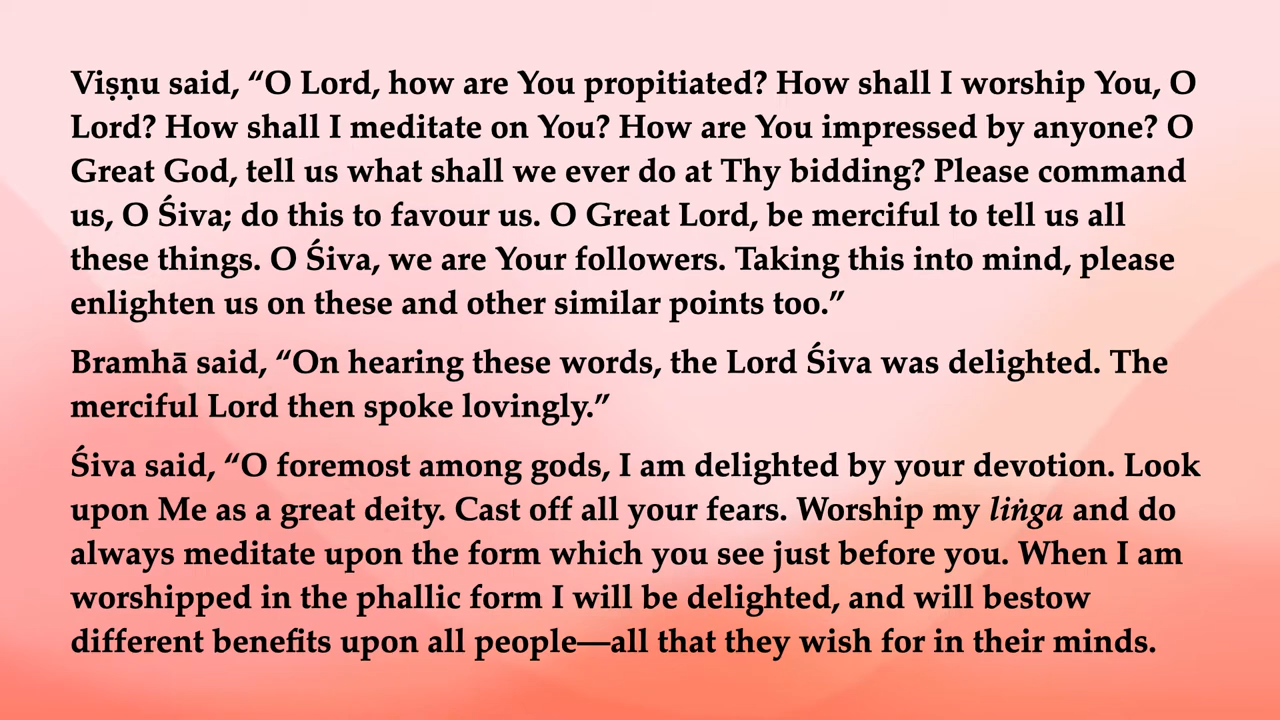 Viṣṇu said, “O Lord, how are You propitiated? How shall I worship You, O
Lord? How shall I meditate on You? How are You impressed by anyone? O
Great God, tell us what shall we ever do at Thy bidding? Please command
us, O Śiva; do this to favour us. O Great Lord, be merciful to tell us all
these things. O Śiva, we are Your followers. Taking this into mind, please
enlighten us on these and other similar points too.”
Bramhā said, “On hearing these words, the Lord Śiva was delighted. The
merciful Lord then spoke lovingly.”
Śiva said, “O foremost among gods, I am delighted by your devotion. Look
upon Me as a great deity. Cast off all your fears. Worship my liṅga and do
always meditate upon the form which you see just before you. When I am
worshipped in the phallic form I will be delighted, and will bestow
different benefits upon all people—all that they wish for in their minds.